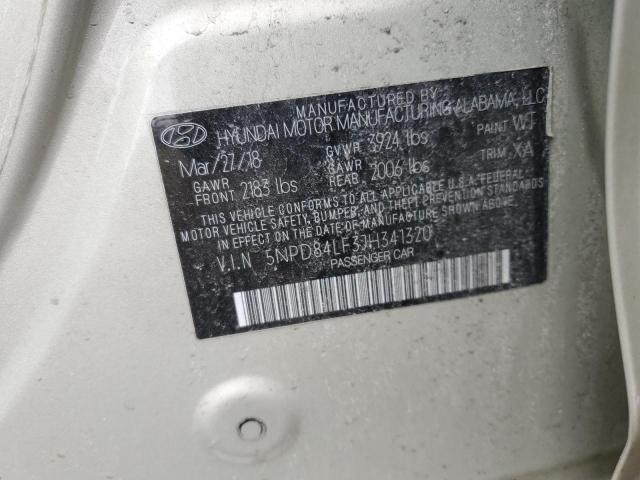 MANUFACTURED BY
HYUNDAI MOTOR MANUFACTURING ALABAMA, LLC
Mar/27/18 GVWR 3924 lbs PAINT WJ
GAWR FRONT 2183 lbs GAWR REAR 2006 lbs TRIM XA
THIS VEHICLE CONFORMS TO ALL APPLICABLE U.S.A. FEDERAL
MOTOR VEHICLE SAFETY, BUMPER, AND THEFT PREVENTION STANDARDS
IN EFFECT ON THE DATE OF MANUFACTURE SHOWN ABOVE.
V.I.N 5NPD84LF3JH341320
PASSENGER CAR